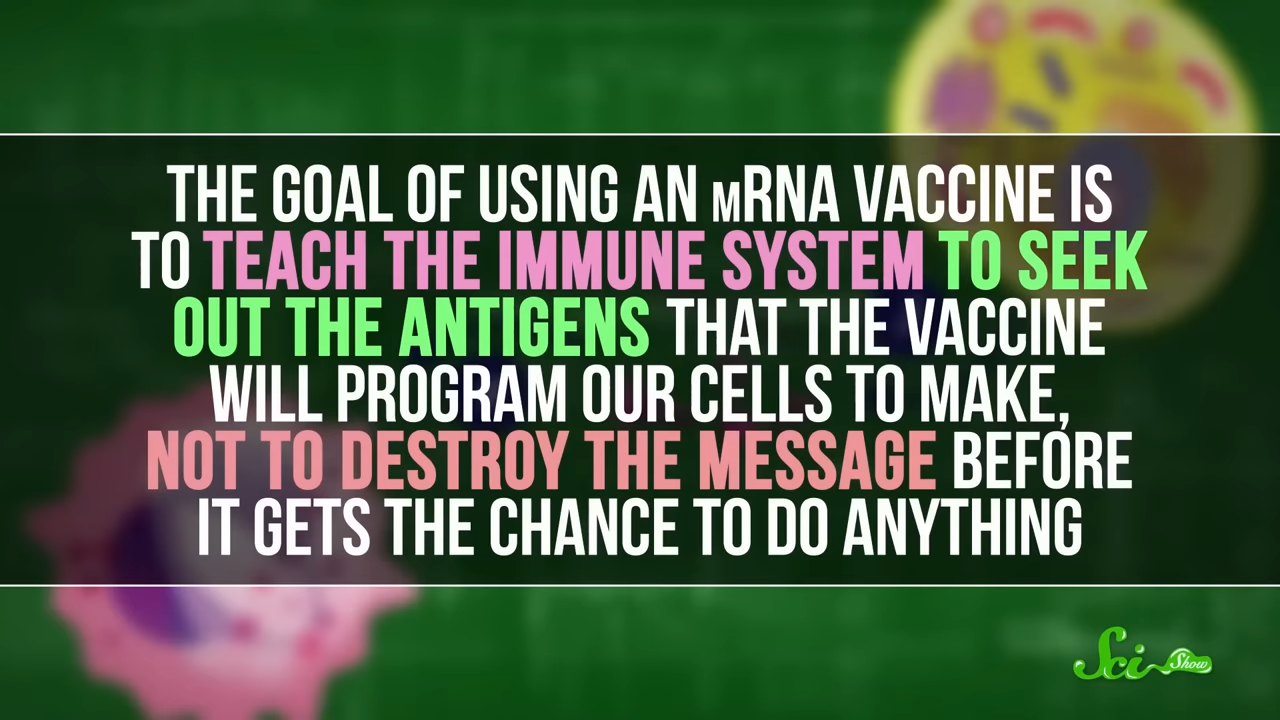 THE GOAL OF USING AN mRNA VACCINE IS
TO TEACH THE IMMUNE SYSTEM TO SEEK
OUT THE ANTIGENS THAT THE VACCINE
WILL PROGRAM OUR CELLS TO MAKE,
NOT TO DESTROY THE MESSAGE BEFORE
IT GETS THE CHANCE TO DO ANYTHING
Sci Show